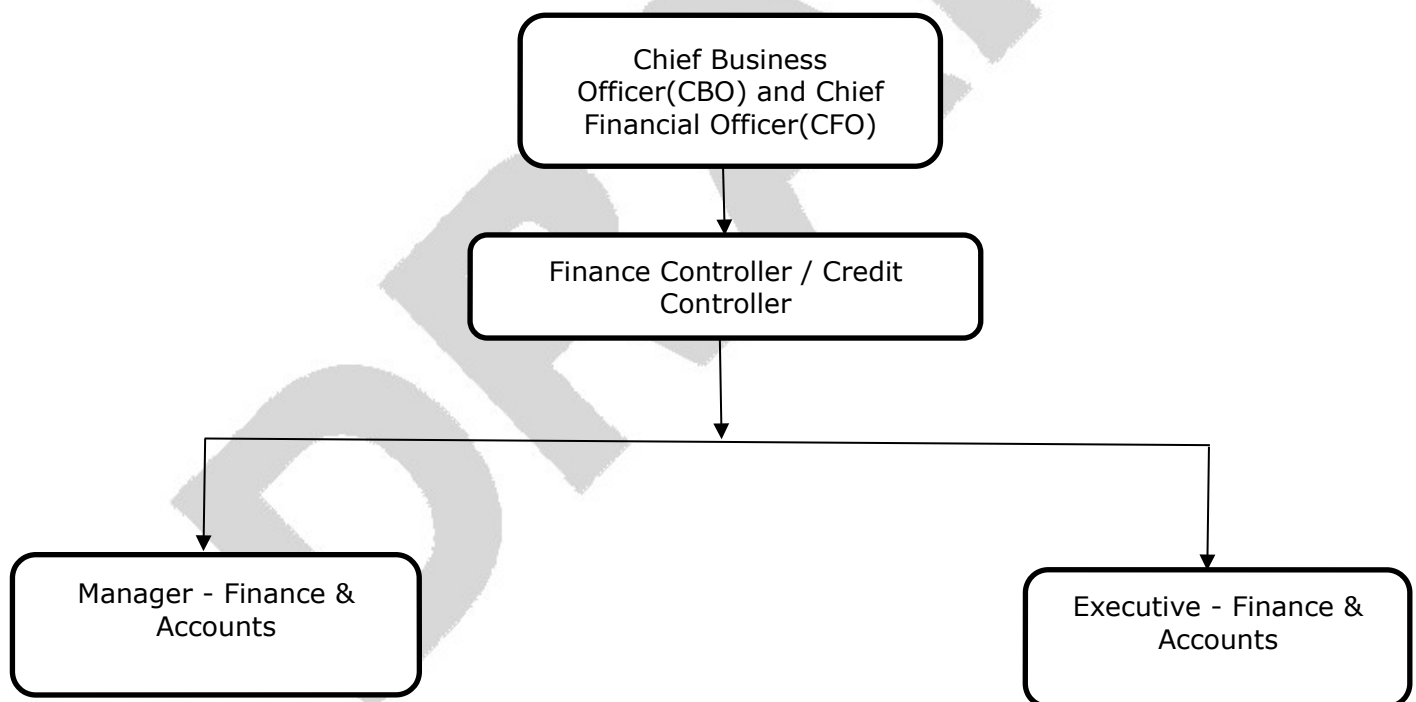 Chief Business
Officer(CBO) and Chief
Financial Officer(CFO)
Finance Controller / Credit
Controller
Manager - Finance &
Accounts
Executive - Finance &
Accounts